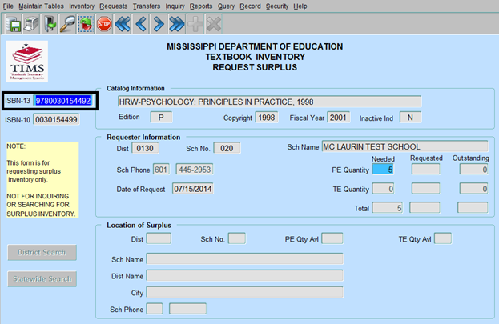 File Maintain Tables Inventory Requests Transfers Inquiry Reports Query Record Security Help
STOP
MISSISSIPPI DEPARTMENT OF EDUCATION
TEXTBOOK INVENTORY
REQUEST SURPLUS
TIMS
Catalog Information
ISBN-13 9780030154492
HRW-PSYCHOLOGY: PRINCIPLES IN PRACTICE, 1998
ISBN-10 0030154499
Edition P Copyright 1998 Fiscal Year 2001 Inactive Ind N
NOTE:
This form is for
requesting surplus
inventory only.
NOT FOR INQUIRING
OR SEARCHING FOR
SURPLUS INVENTORY.
Requester Information
Dist 0130 Sch No. 020 Sch Name MC LAURIN TEST SCHOOL
Needed Requested Outstanding
Sch Phone 601 445-2953 PE Quantity 5 0
Date of Request 07/15/2014 TE Quantity 0 0
Total 5
Location of Surplus
Dist Sch No. PE Qty Avl TE Qty Avl
District Search
Sch Name
Dist Name
Statewide Search
City
Sch Phone